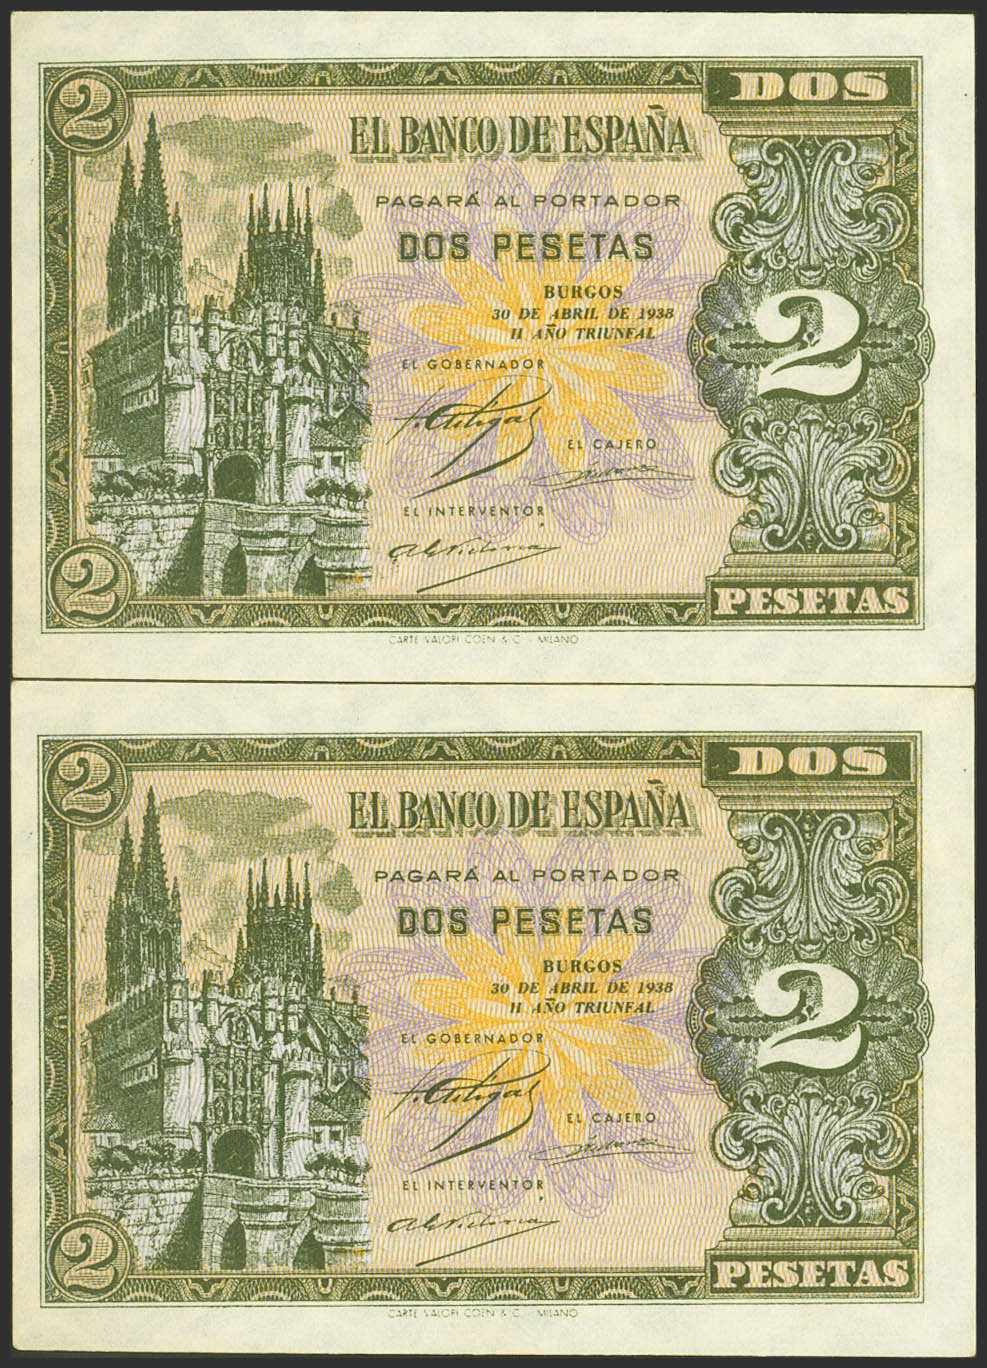 2
DOS
EL BANCO DE ESPAÑA
PAGARÁ AL PORTADOR
DOS PESETAS
BURGOS
30 DE ABRIL DE 1938
II AÑO TRIUNFAL
2
EL GOBERNADOR
EL CAJERO
EL INTERVENTOR
2
PESETAS
CARTE VALORI COEN & C. - MILANO
2
DOS
EL BANCO DE ESPAÑA
PAGARÁ AL PORTADOR
DOS PESETAS
BURGOS
30 DE ABRIL DE 1938
II AÑO TRIUNFAL
2
EL GOBERNADOR
EL CAJERO
EL INTERVENTOR
2
PESETAS
CARTE VALORI COEN & C. - MILANO